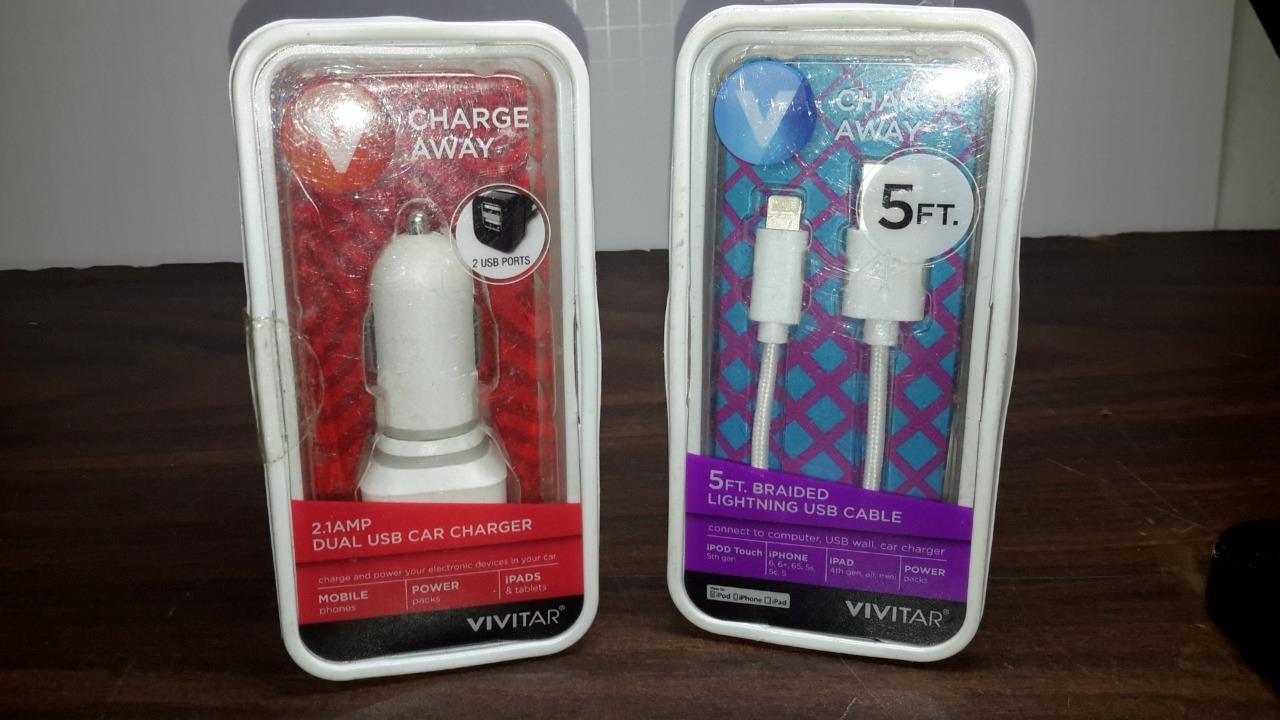 V
CHARGE
AWAY
2 USB PORTS
2.1AMP
DUAL USB CAR CHARGER
charge and power your electronic devices in your car
MOBILE
phones
POWER
packs
iPADS
& tablets
VIVITAR®
V
CHARGE
AWAY
5FT.
5FT. BRAIDED
LIGHTNING USB CABLE
connect to computer, USB wall, car charger
iPOD Touch
5th gen
iPHONE
6, 6+, 6S, 5s,
5c, 5
iPAD
4th gen, air, mini
POWER
packs
Made for
iPod iPhone iPad
VIVITAR®